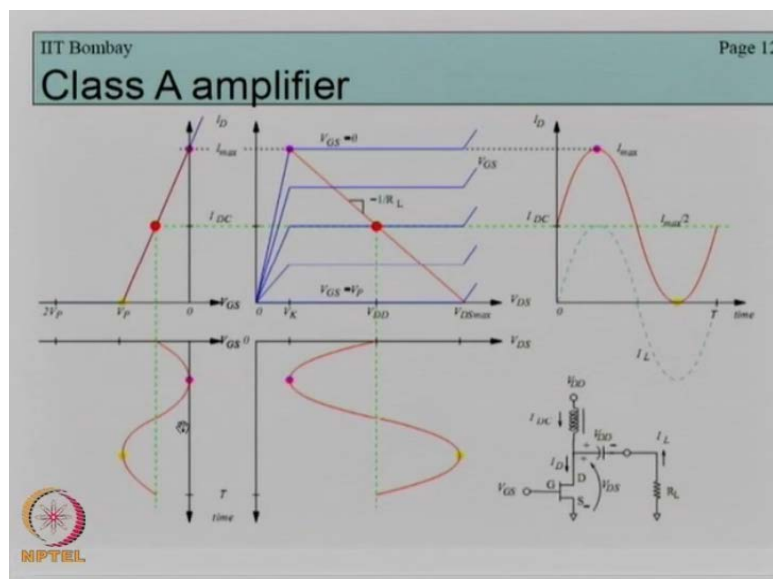 IIT Bombay
Page 12
Class A amplifier
I_D
I_max
I_DC
2V_P
V_P
0
V_GS
V_GS =0
V_GS
=1/R_L
V_GS =V_P
0
V_K
V_DD
V_DSmax
V_DS
I_D
I_max
I_DC
I_max/2
0
T
time
I_L
V_GS
0
V_DS
T
time
V_DD
I_DC
V_DD
I_L
I_D
D
V_GS
G
S
V_DS
R_L
NPTEL